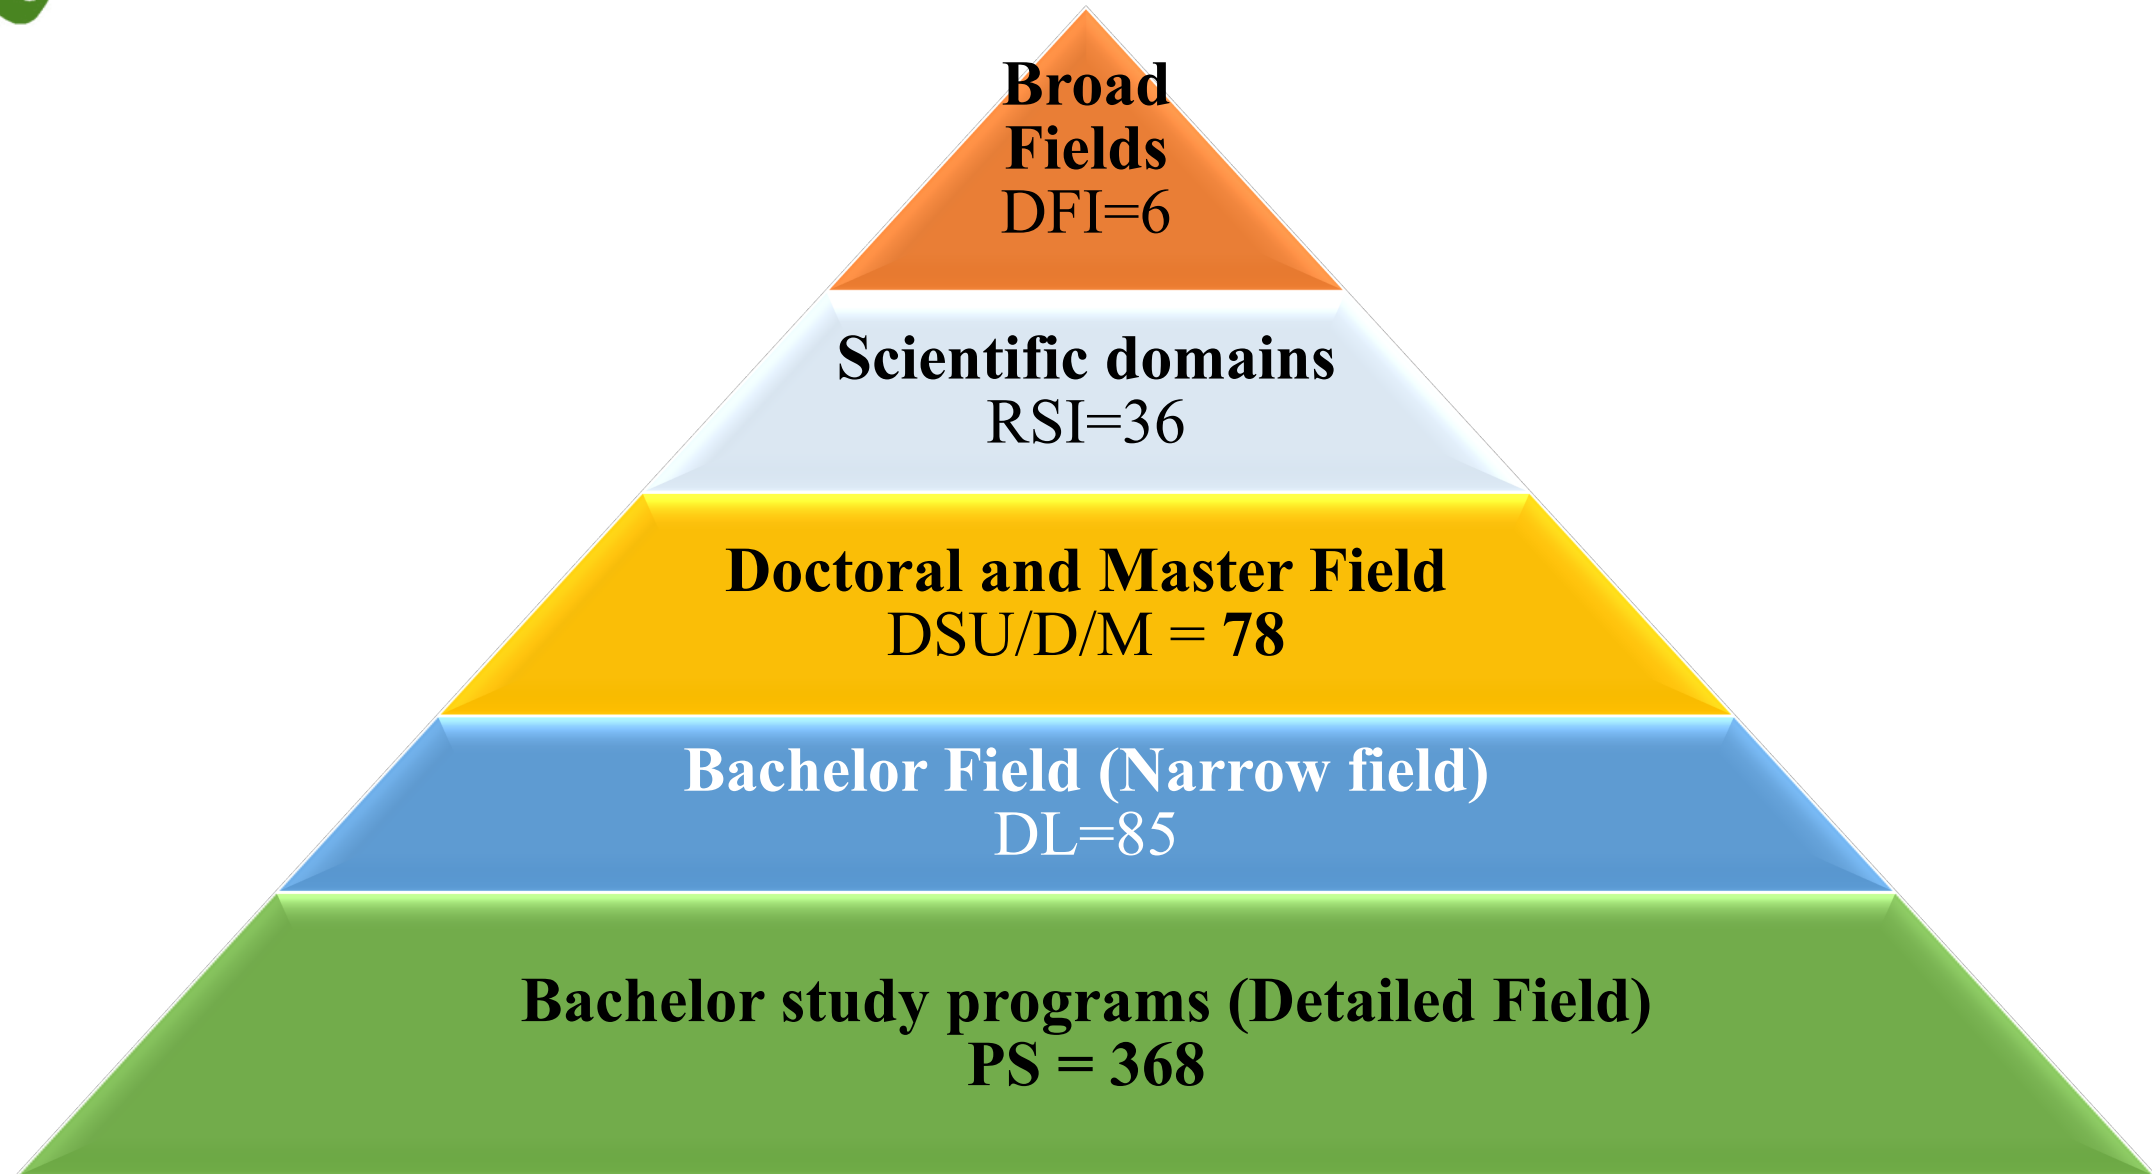 Broad
Fields
DFI=6
Scientific domains
RSI=36
Doctoral and Master Field
DSU/D/M = 78
Bachelor Field (Narrow field)
DL=85
Bachelor study programs (Detailed Field)
PS = 368